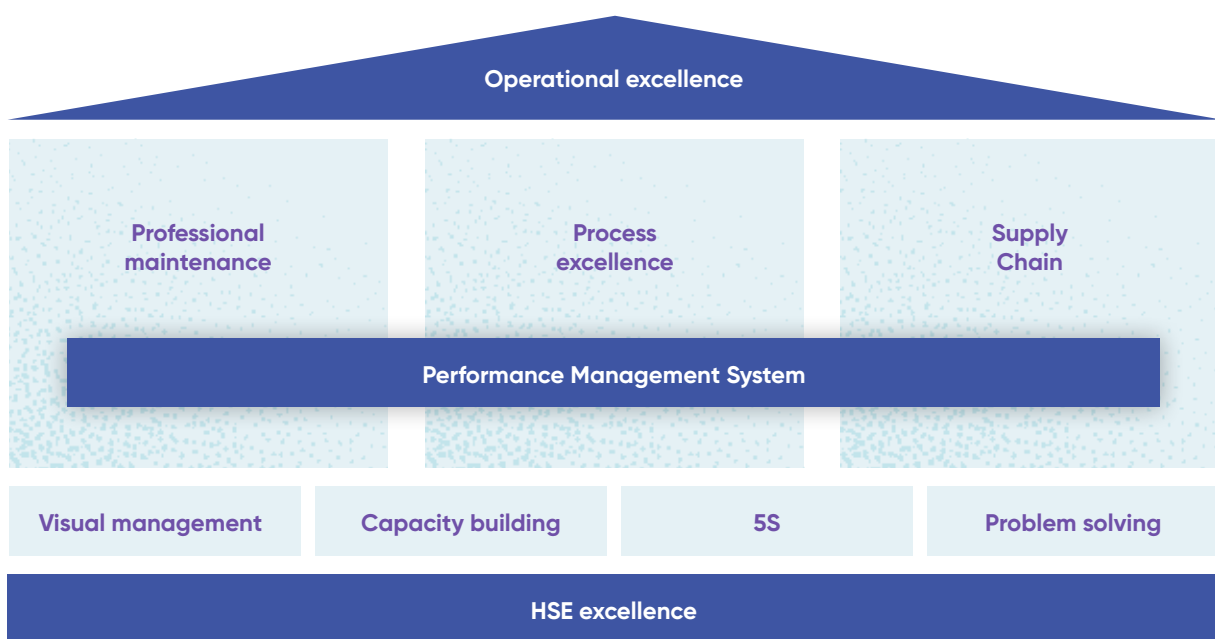 Operational excellence
Professional
maintenance
Process
excellence
Supply
Chain
Performance Management System
Visual management
Capacity building
5S
Problem solving
HSE excellence